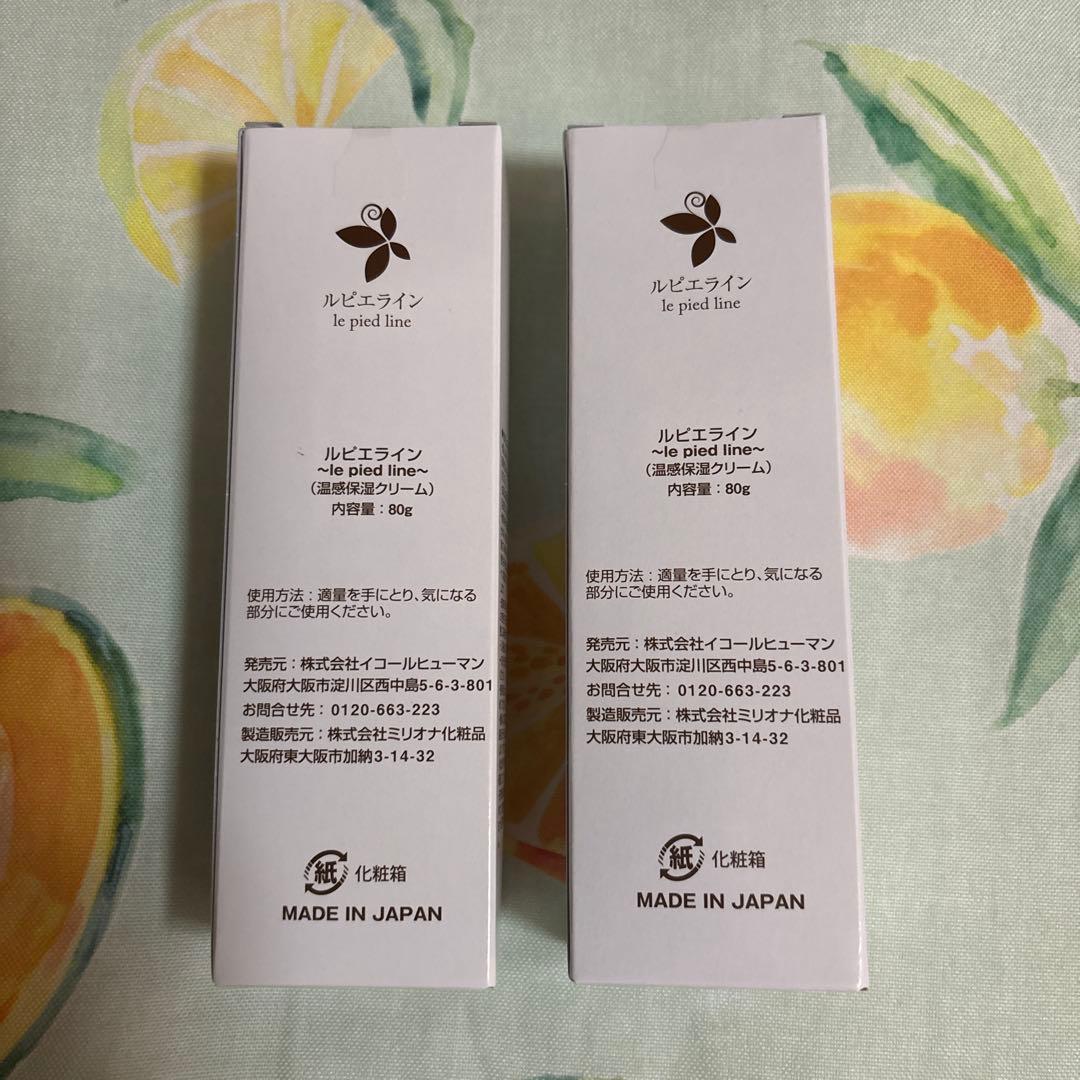 ルピエライン
le pied line
ルピエライン
~le pied line~
(温感保湿クリーム)
内容量：80g
使用方法：適量を手にとり、気になる
部分にご使用ください。
発売元：株式会社イコールヒューマン
大阪府大阪市淀川区西中島5-6-3-801
お問合せ先：0120-663-223
製造販売元：株式会社ミリオナ化粧品
大阪府東大阪市加納3-14-32
紙 化粧箱
MADE IN JAPAN
ルピエライン
le pied line
ルピエライン
~le pied line~
(温感保湿クリーム)
内容量：80g
使用方法：適量を手にとり、気になる
部分にご使用ください。
発売元：株式会社イコールヒューマン
大阪府大阪市淀川区西中島5-6-3-801
お問合せ先：0120-663-223
製造販売元：株式会社ミリオナ化粧品
大阪府東大阪市加納3-14-32
紙 化粧箱
MADE IN JAPAN